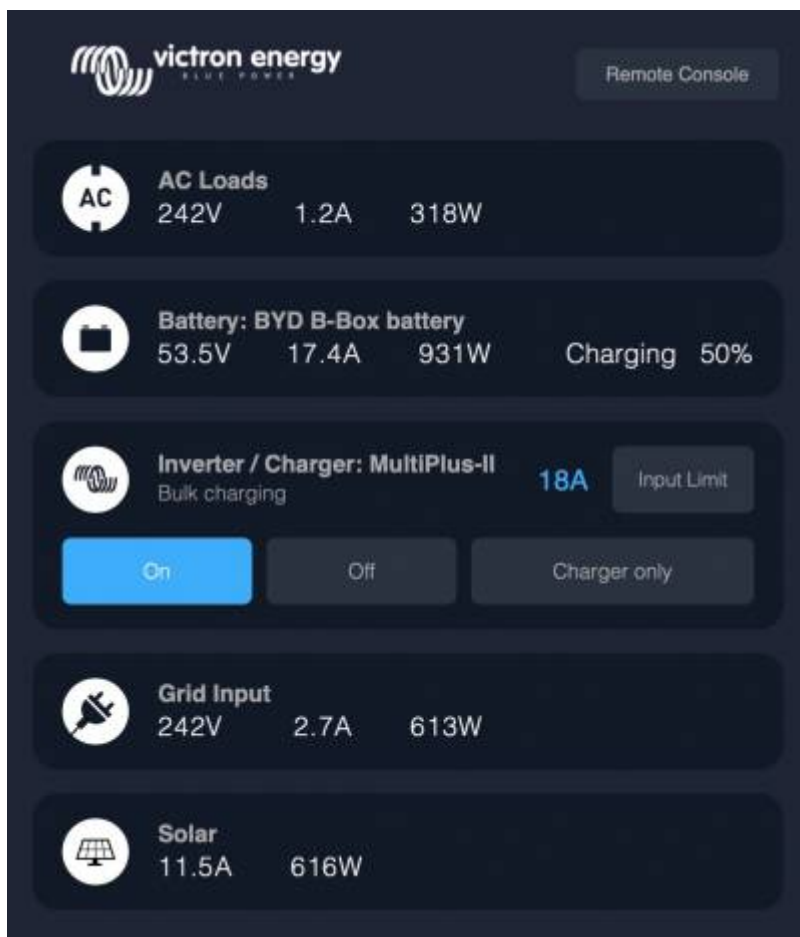 victron energy
BLUE POWER
Remote Console
AC
AC Loads
242V 1.2A 318W
Battery: BYD B-Box battery
53.5V 17.4A 931W Charging 50%
Inverter / Charger: MultiPlus-II
Bulk charging
18A
Input Limit
On Off Charger only
Grid Input
242V 2.7A 613W
Solar
11.5A 616W